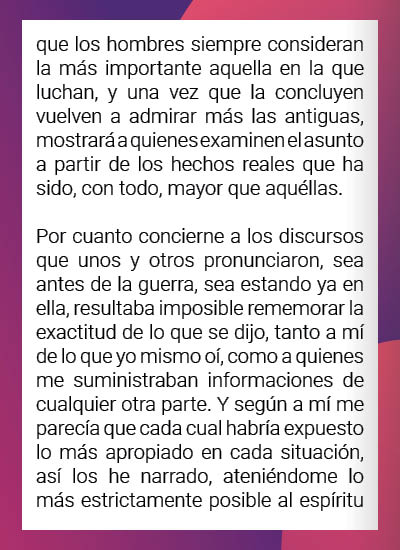 que los hombres siempre consideran
la más importante aquella en la que
luchan, y una vez que la concluyen
vuelven a admirar más las antiguas,
mostrará a quienes examinen el asunto
a partir de los hechos reales que ha
sido, con todo, mayor que aquéllas.
Por cuanto concierne a los discursos
que unos y otros pronunciaron, sea
antes de la guerra, sea estando ya en
ella, resultaba imposible rememorar la
exactitud de lo que se dijo, tanto a mí
de lo que yo mismo oí, como a quienes
me suministraban informaciones de
cualquier otra parte. Y según a mí me
parecía que cada cual habría expuesto
lo más apropiado en cada situación,
así los he narrado, ateniéndome lo
más estrictamente posible al espíritu